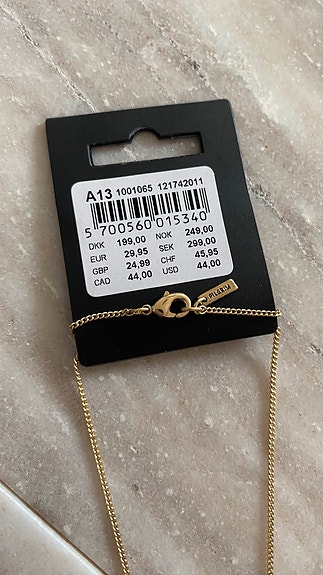 A13 1001065 121742011
5 700560 015340
DKK 199,00 NOK 249,00
EUR 29,95 SEK 299,00
GBP 24,99 CHF 45,95
CAD 44,00 USD 44,00
PILGRIM